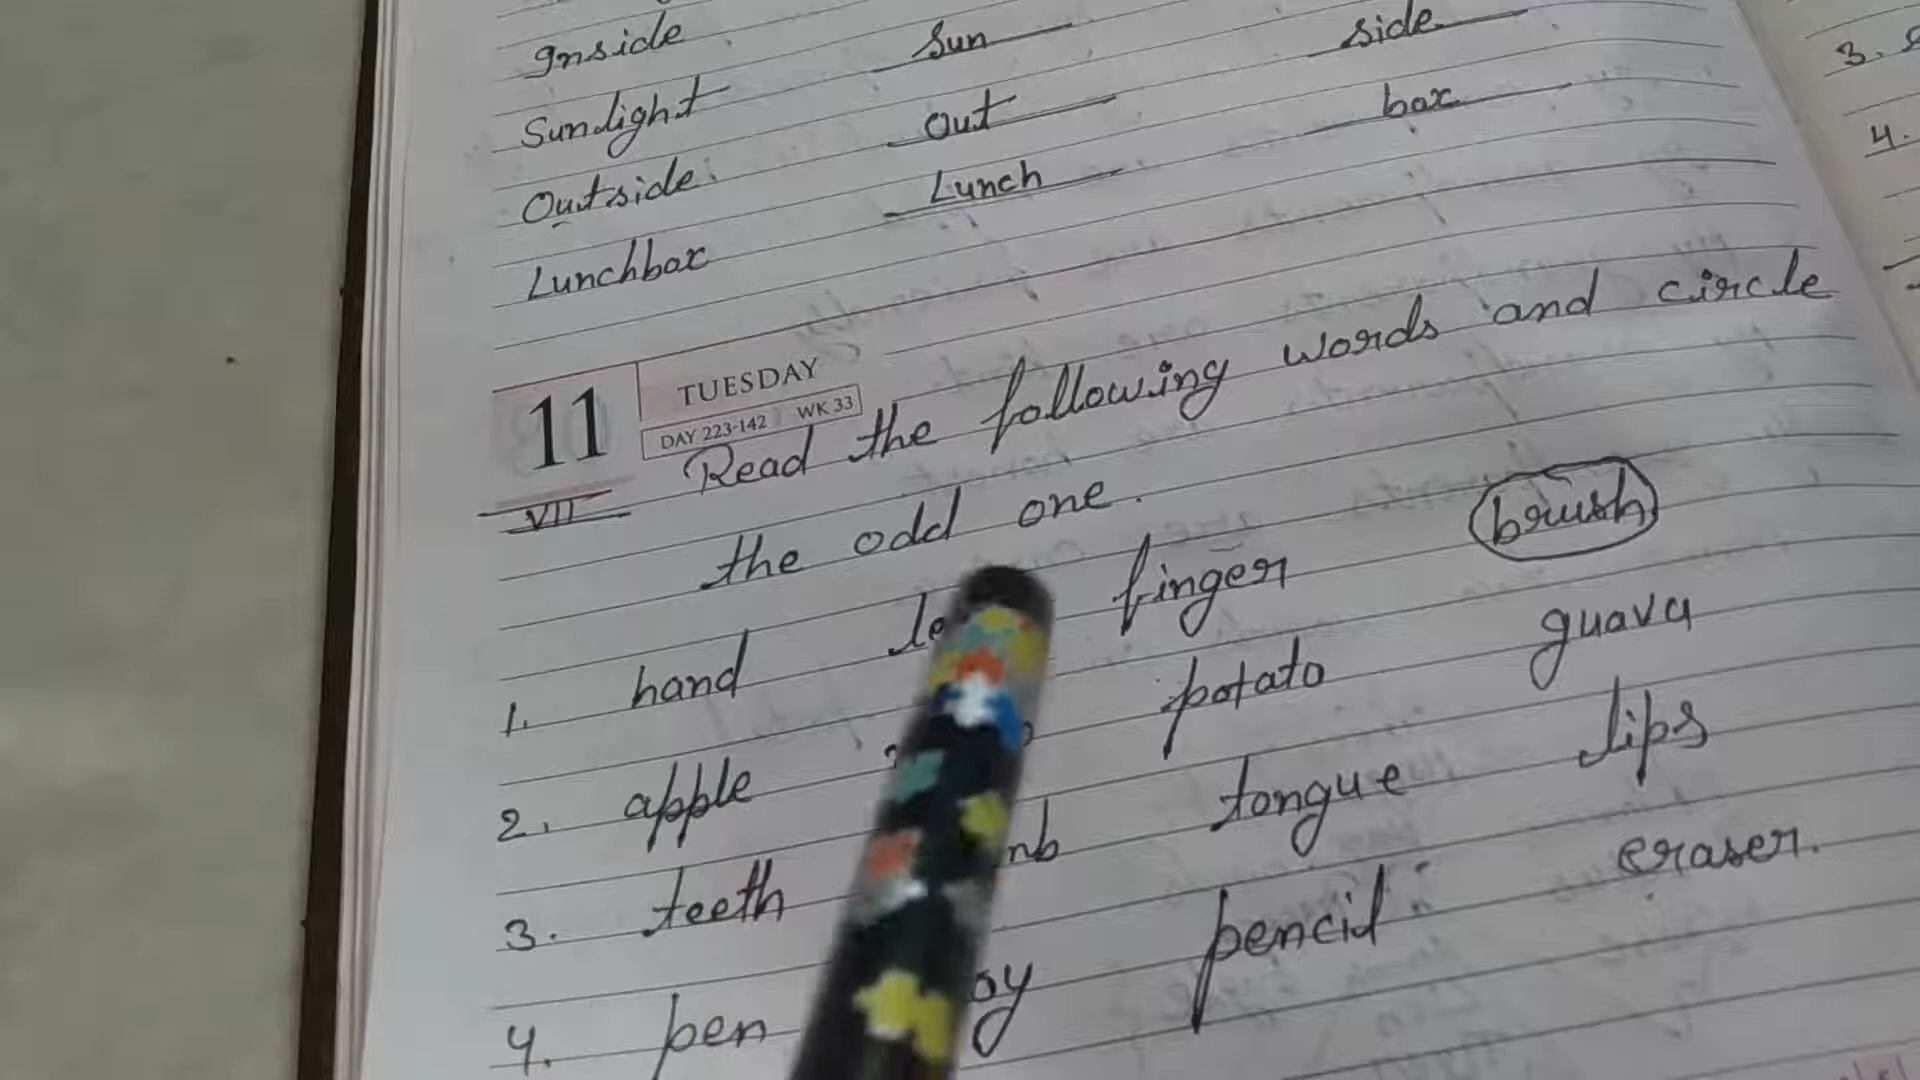 Inside Sun side
Sunlight Out box
Outside: Lunch
Lunchbox
11 TUESDAY
DAY 223-142 WK 33
VII Read the following words and circle
the odd one.
1. hand finger brush
2. apple potato guava
3. teeth tongue lips
4. pen pencil eraser.
3.
4.